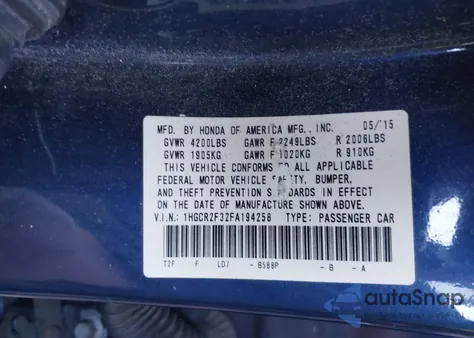 MFD. BY HONDA OF AMERICA MFG., INC. 05/15
GVWR 4200LBS GAWR F 2249LBS R 2006LBS
GVWR 1905KG GAWR F 1020KG R 910KG
THIS VEHICLE CONFORMS TO ALL APPLICABLE
FEDERAL MOTOR VEHICLE SAFETY, BUMPER,
AND THEFT PREVENTION STANDARDS IN EFFECT
ON THE DATE OF MANUFACTURE SHOWN ABOVE.
V.I.N.: 1HGCR2F32FA194258 TYPE: PASSENGER CAR
T2F F LD7 - B588P - B - A
autoSnap